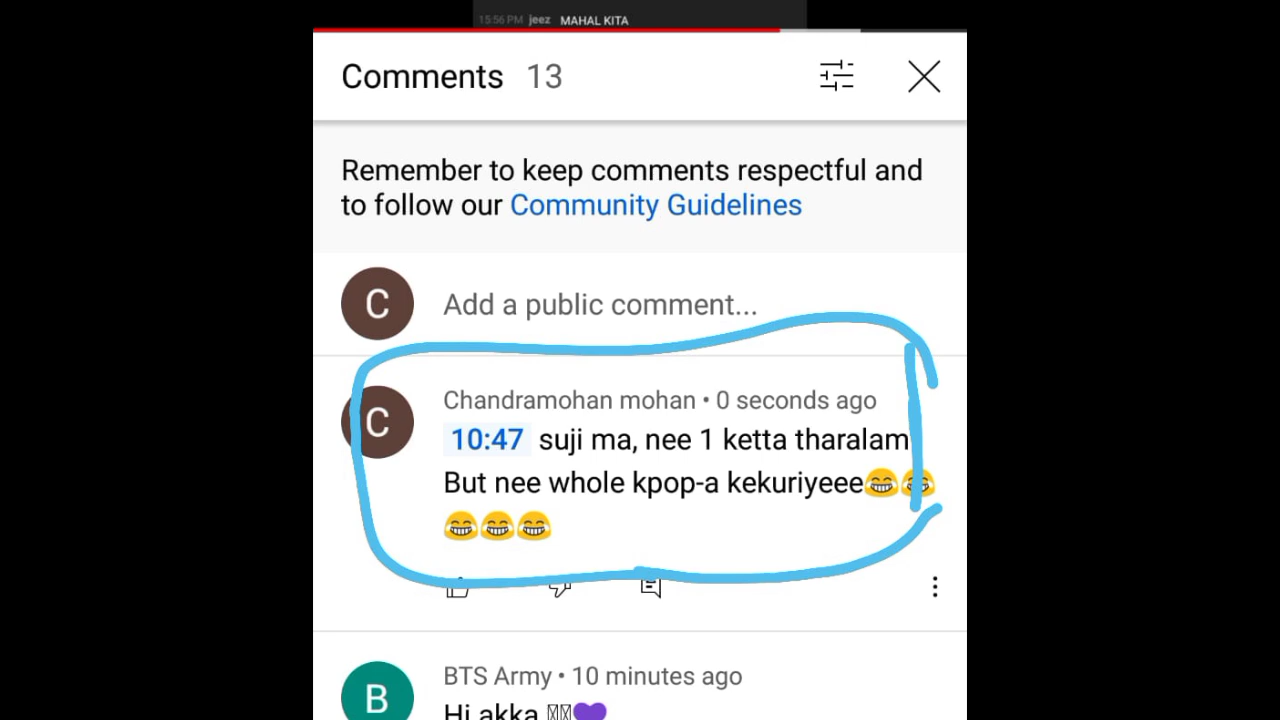 15:56 PM jeez MAHAL KITA
Comments 13
Remember to keep comments respectful and
to follow our Community Guidelines
C Add a public comment...
C Chandramohan mohan • 0 seconds ago
10:47 suji ma, nee 1 ketta tharalam
But nee whole kpop-a kekuriyeee😂😂
😂😂😂
B BTS Army • 10 minutes ago
Hi akka 💜